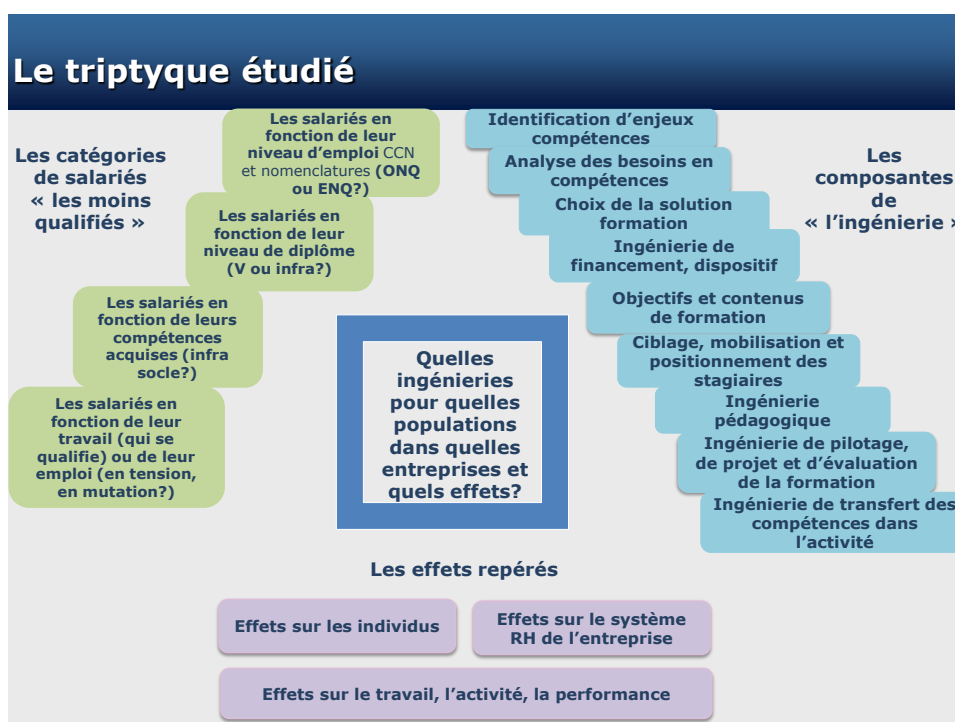 Le triptyque étudié
Les catégories
de salariés
« les moins
qualifiés »
Les salariés en
fonction de leur
niveau d’emploi CCN
et nomenclatures (ONQ
ou ENQ?)
Les salariés en
fonction de leur
niveau de diplôme
(V ou infra?)
Les salariés en
fonction de leurs
compétences
acquises (infra
socle?)
Les salariés en
fonction de leur
travail (qui se
qualifie) ou de leur
emploi (en tension,
en mutation?)
Quelles
ingénieries
pour quelles
populations
dans quelles
entreprises et
quels effets?
Les
composantes
de
« l’ingénierie »
Identification d’enjeux
compétences
Analyse des besoins en
compétences
Choix de la solution
formation
Ingénierie de
financement, dispositif
Objectifs et contenus
de formation
Ciblage, mobilisation et
positionnement des
stagiaires
Ingénierie
pédagogique
Ingénierie de pilotage,
de projet et d’évaluation
de la formation
Ingénierie de transfert des
compétences dans
l’activité
Les effets repérés
Effets sur les individus
Effets sur le système
RH de l’entreprise
Effets sur le travail, l’activité, la performance